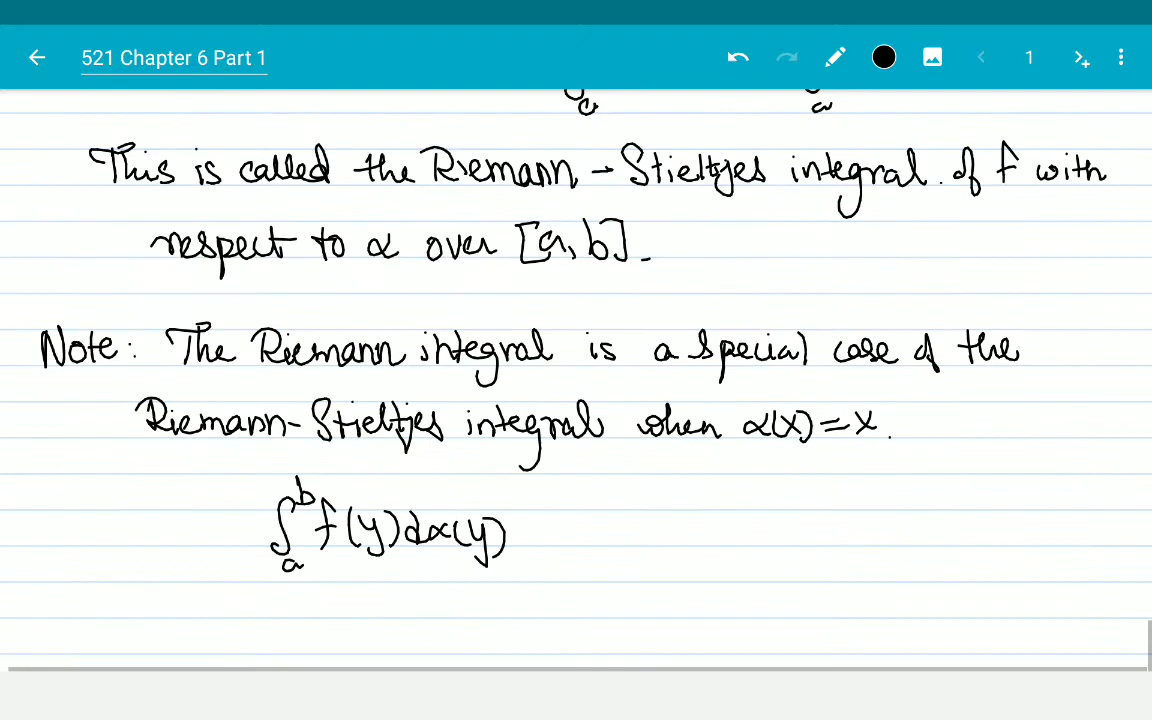 521 Chapter 6 Part 1
1
a a
This is called the Riemann-Stieltjes integral of f with
respect to α over [a, b].
Note: The Riemann integral is a special case of the
Riemann-Stieltjes integral when α(x)=x.
∫_a^b f(y)dα(y)